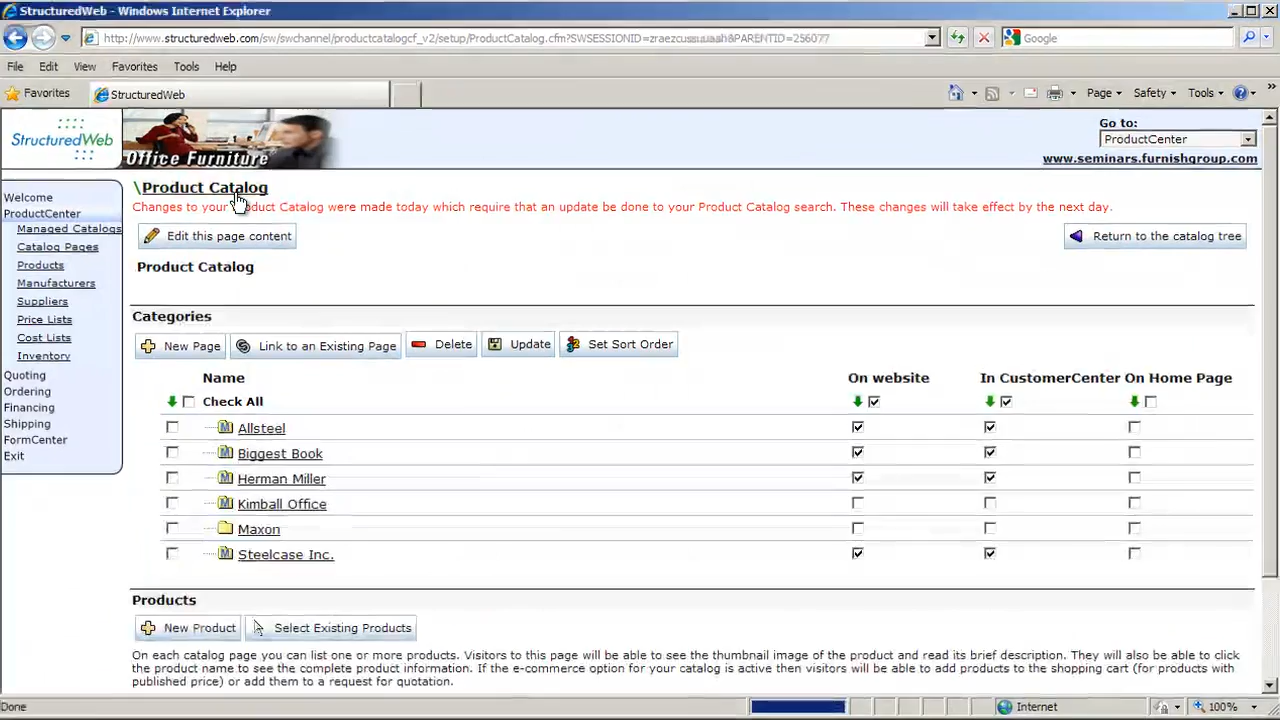 StructuredWeb - Windows Internet Explorer
Google
File Edit View Favorites Tools Help
Favorites StructuredWeb Page Safety Tools
StructuredWeb
Office Furniture
Go to:
ProductCenter
www.seminars.furnishgroup.com
Welcome
ProductCenter
Managed Catalogs
Catalog Pages
Products
Manufacturers
Suppliers
Price Lists
Cost Lists
Inventory
Quoting
Ordering
Financing
Shipping
FormCenter
Exit
\Product Catalog
Changes to your Product Catalog were made today which require that an update be done to your Product Catalog search. These changes will take effect by the next day.
Edit this page content Return to the catalog tree
Product Catalog
Categories
New Page Link to an Existing Page Delete Update Set Sort Order
Name On website In CustomerCenter On Home Page
Check All
Allsteel
Biggest Book
Herman Miller
Kimball Office
Maxon
Steelcase Inc.
Products
New Product Select Existing Products
On each catalog page you can list one or more products. Visitors to this page will be able to see the thumbnail image of the product and read its brief description. They will also be able to click
the product name to see the complete product information. If the e-commerce option for your catalog is active then visitors will be able to add products to the shopping cart (for products with
published price) or add them to a request for quotation.
Done Internet 100%